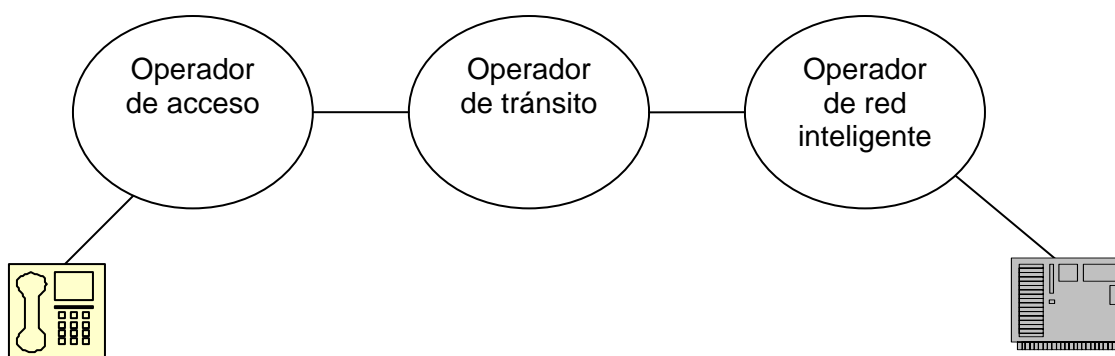 Operador
de acceso
Operador
de tránsito
Operador
de red
inteligente